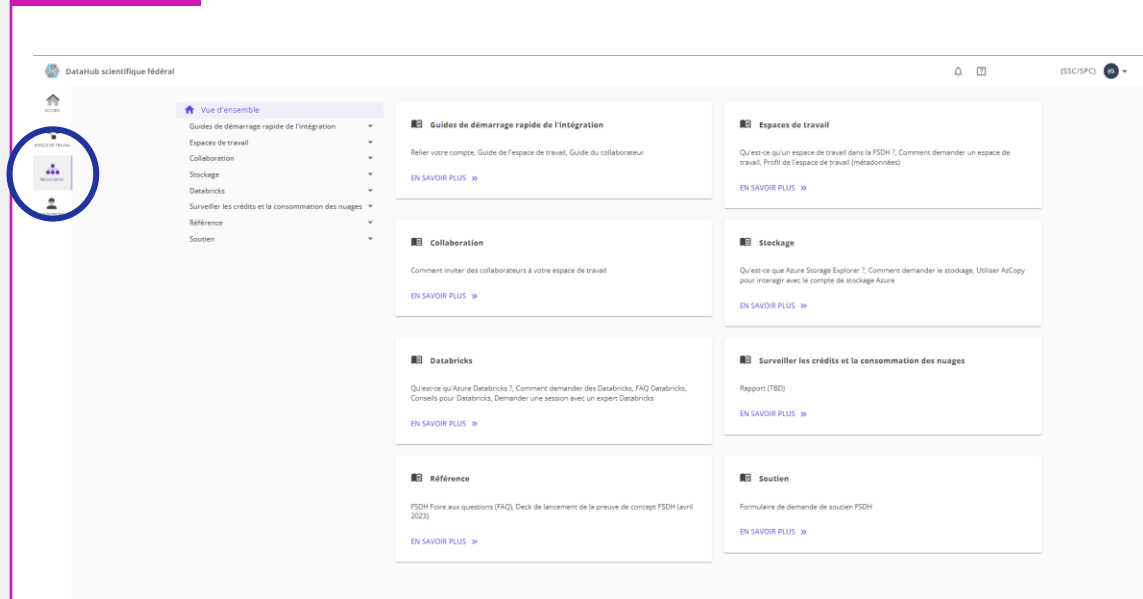 DataHub scientifique fédéral
(SSC/SPC)
ACCUEIL
ESPACE DE TRAVAIL
RESSOURCES
Vue d'ensemble
Guides de démarrage rapide de l'intégration
Espaces de travail
Collaboration
Stockage
Databricks
Surveiller les crédits et la consommation des nuages
Référence
Soutien
Guides de démarrage rapide de l'intégration
Relier votre compte, Guide de l'espace de travail, Guide du collaborateur
EN SAVOIR PLUS »
Espaces de travail
Qu'est-ce qu'un espace de travail dans la FSDH ?, Comment demander un espace de
travail, Profil de l'espace de travail (métadonnées)
EN SAVOIR PLUS »
Collaboration
Comment inviter des collaborateurs à votre espace de travail
EN SAVOIR PLUS »
Stockage
Qu'est-ce que Azure Storage Explorer ?, Comment demander le stockage, Utiliser AzCopy
pour interagir avec le compte de stockage Azure
EN SAVOIR PLUS »
Databricks
Qu'est-ce qu'Azure Databricks ?, Comment demander des Databricks, FAQ Databricks,
Conseils pour Databricks, Demander une session avec un expert Databricks
EN SAVOIR PLUS »
Surveiller les crédits et la consommation des nuages
Rapport (TBD)
EN SAVOIR PLUS »
Référence
FSDH Foire aux questions (FAQ), Deck de lancement de la preuve de concept FSDH (avril
2023)
EN SAVOIR PLUS »
Soutien
Formulaire de demande de soutien FSDH
EN SAVOIR PLUS »